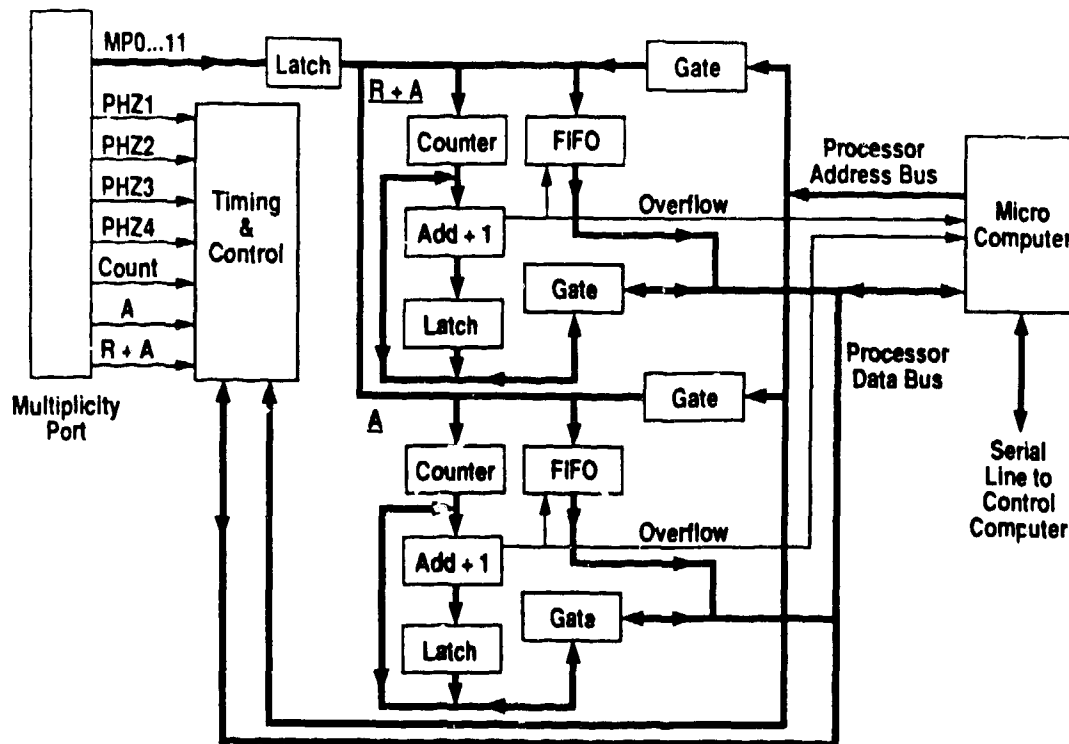 MP0...11
Latch
Gate
R + A
PHZ1
PHZ2
PHZ3
PHZ4
Count
A
R + A
Timing
&
Control
Multiplicity
Port
Counter
FIFO
Add + 1
Overflow
Gate
Latch
Processor
Address Bus
Micro
Computer
Processor
Data Bus
Serial
Line to
Control
Computer
Gate
A
Counter
FIFO
Add + 1
Overflow
Gate
Latch